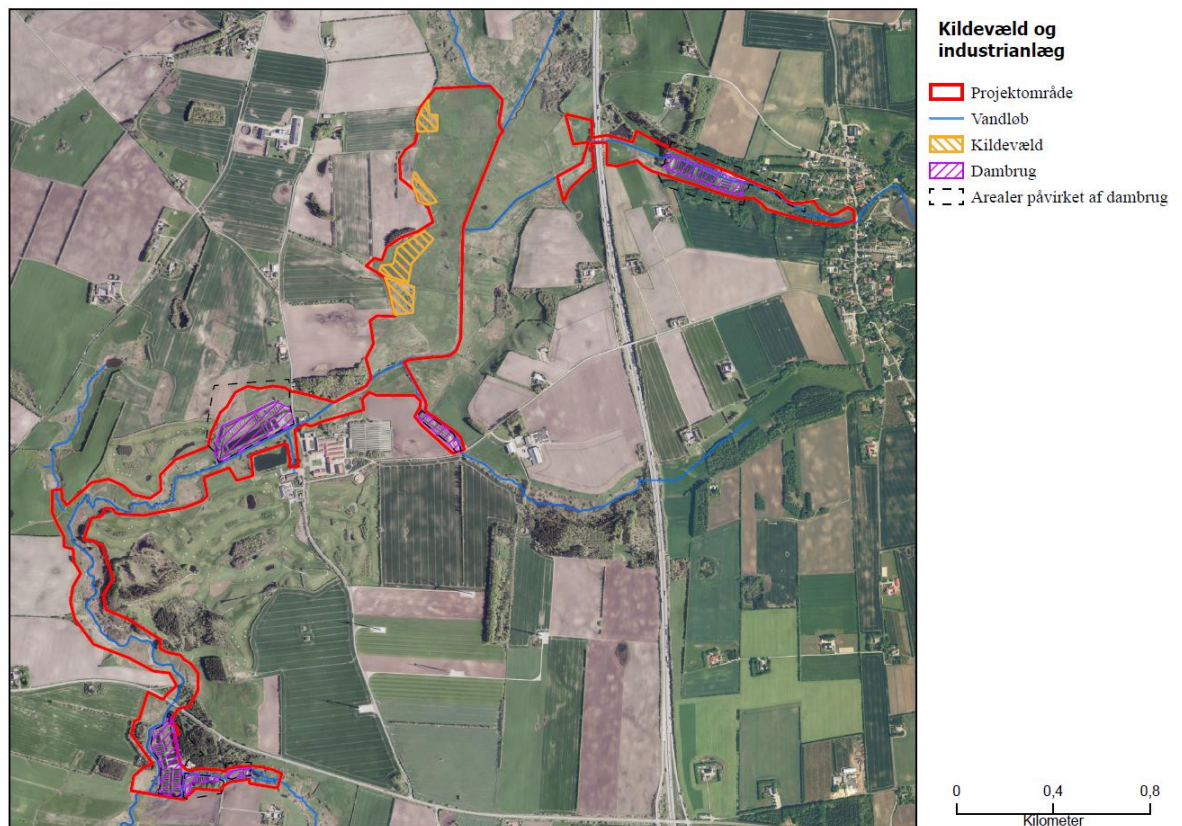 Kildevæld og
industrianlæg
Projektområde
Vandløb
Kildevæld
Dambrug
Arealer påvirket af dambrug
0 0,4 0,8
Kilometer